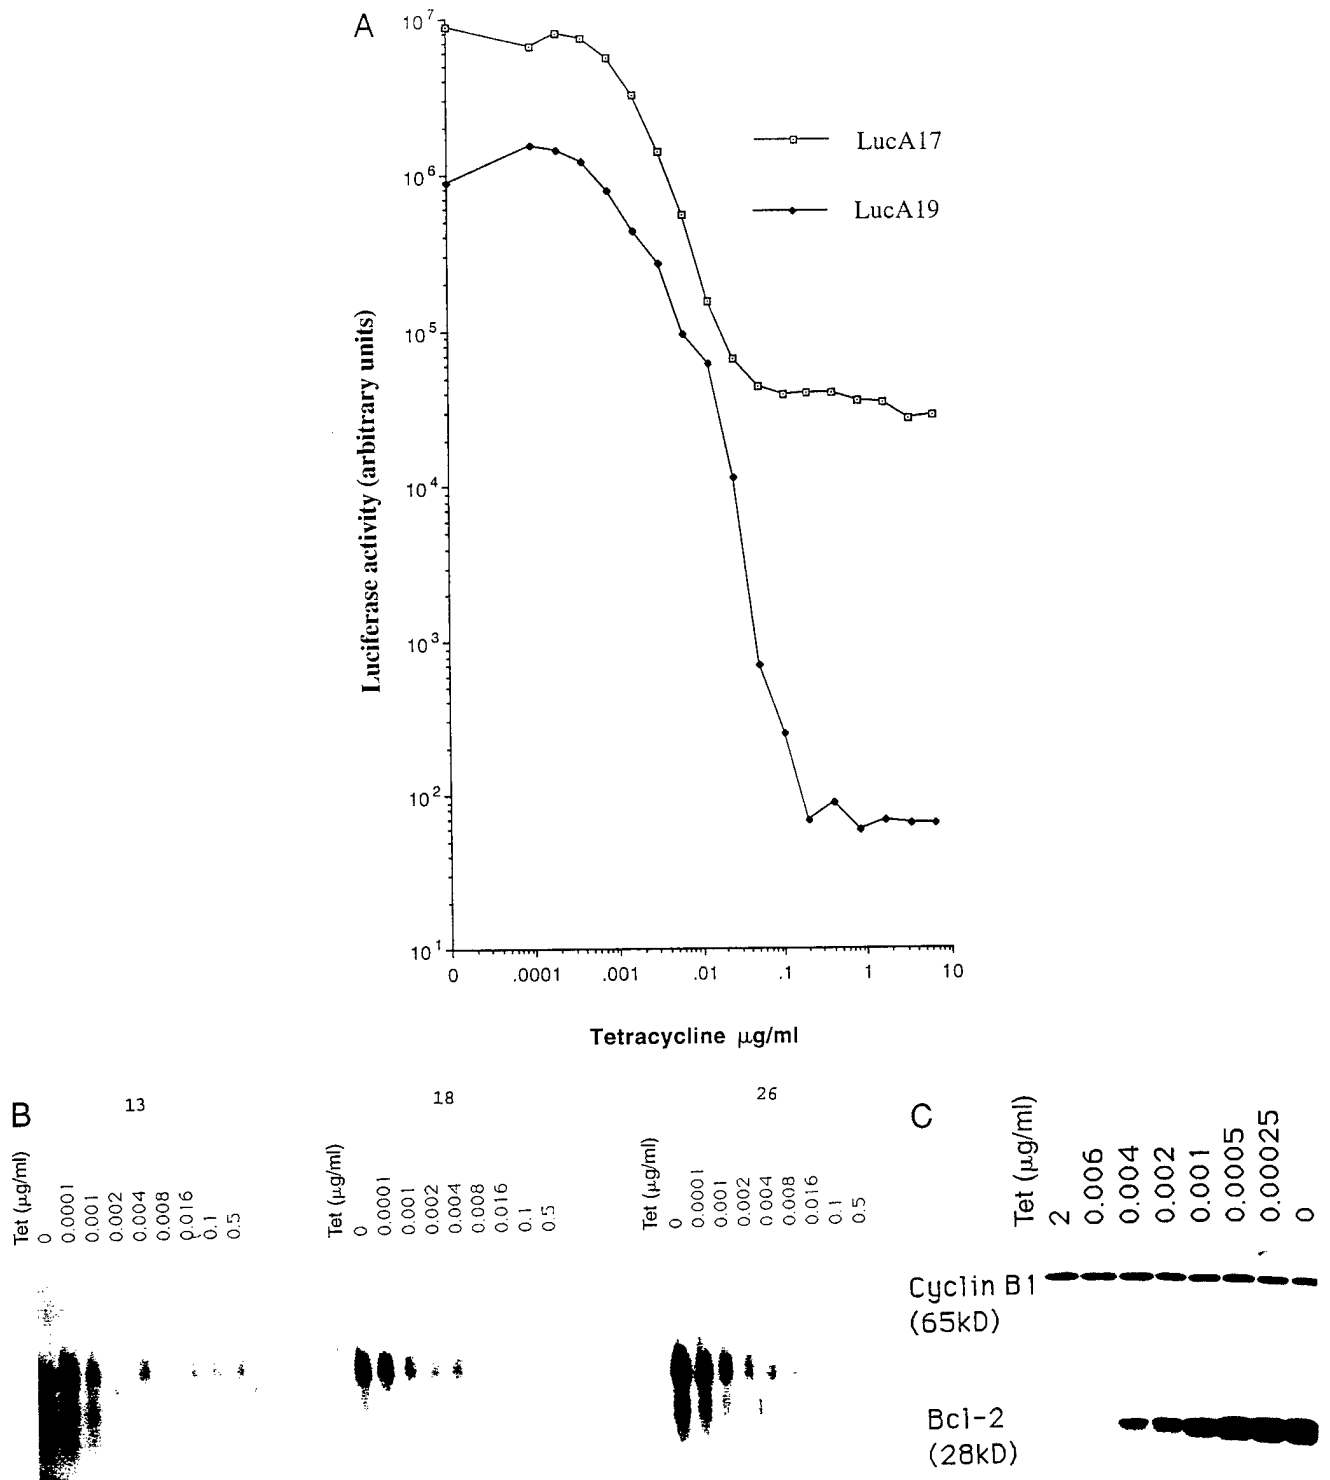 A
10⁷
10⁶
10⁵
10⁴
10³
10²
10¹
Luciferase activity (arbitrary units)
LucA17
LucA19
0 .0001 .001 .01 .1 1 10
Tetracycline µg/ml
B
13
Tet (µg/ml)
0
0.0001
0.001
0.002
0.004
0.008
0.016
0.1
0.5
18
Tet (µg/ml)
0
0.0001
0.001
0.002
0.004
0.008
0.016
0.1
0.5
26
Tet (µg/ml)
0
0.0001
0.001
0.002
0.004
0.008
0.016
0.1
0.5
C
Tet (µg/ml)
2
0.006
0.004
0.002
0.001
0.0005
0.00025
0
Cyclin B1
(65kD)
Bcl-2
(28kD)